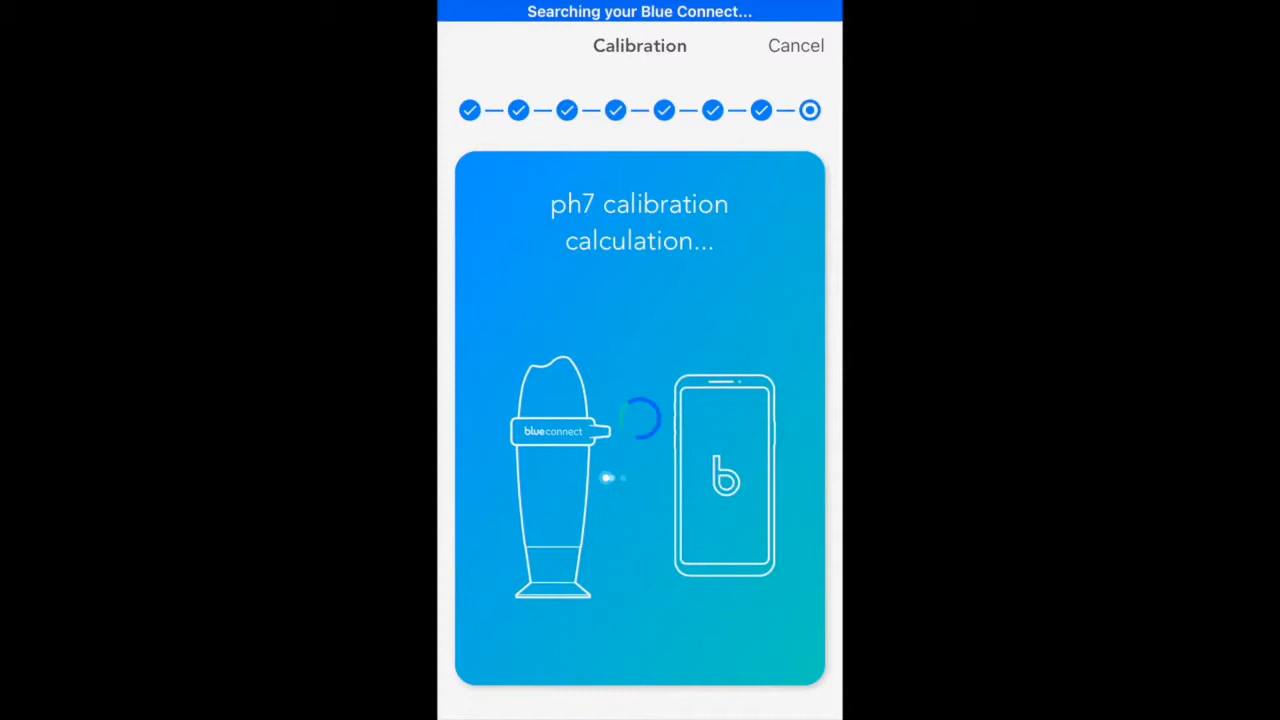 Searching your Blue Connect...
Calibration
Cancel
ph7 calibration
calculation...
blueconnect
b